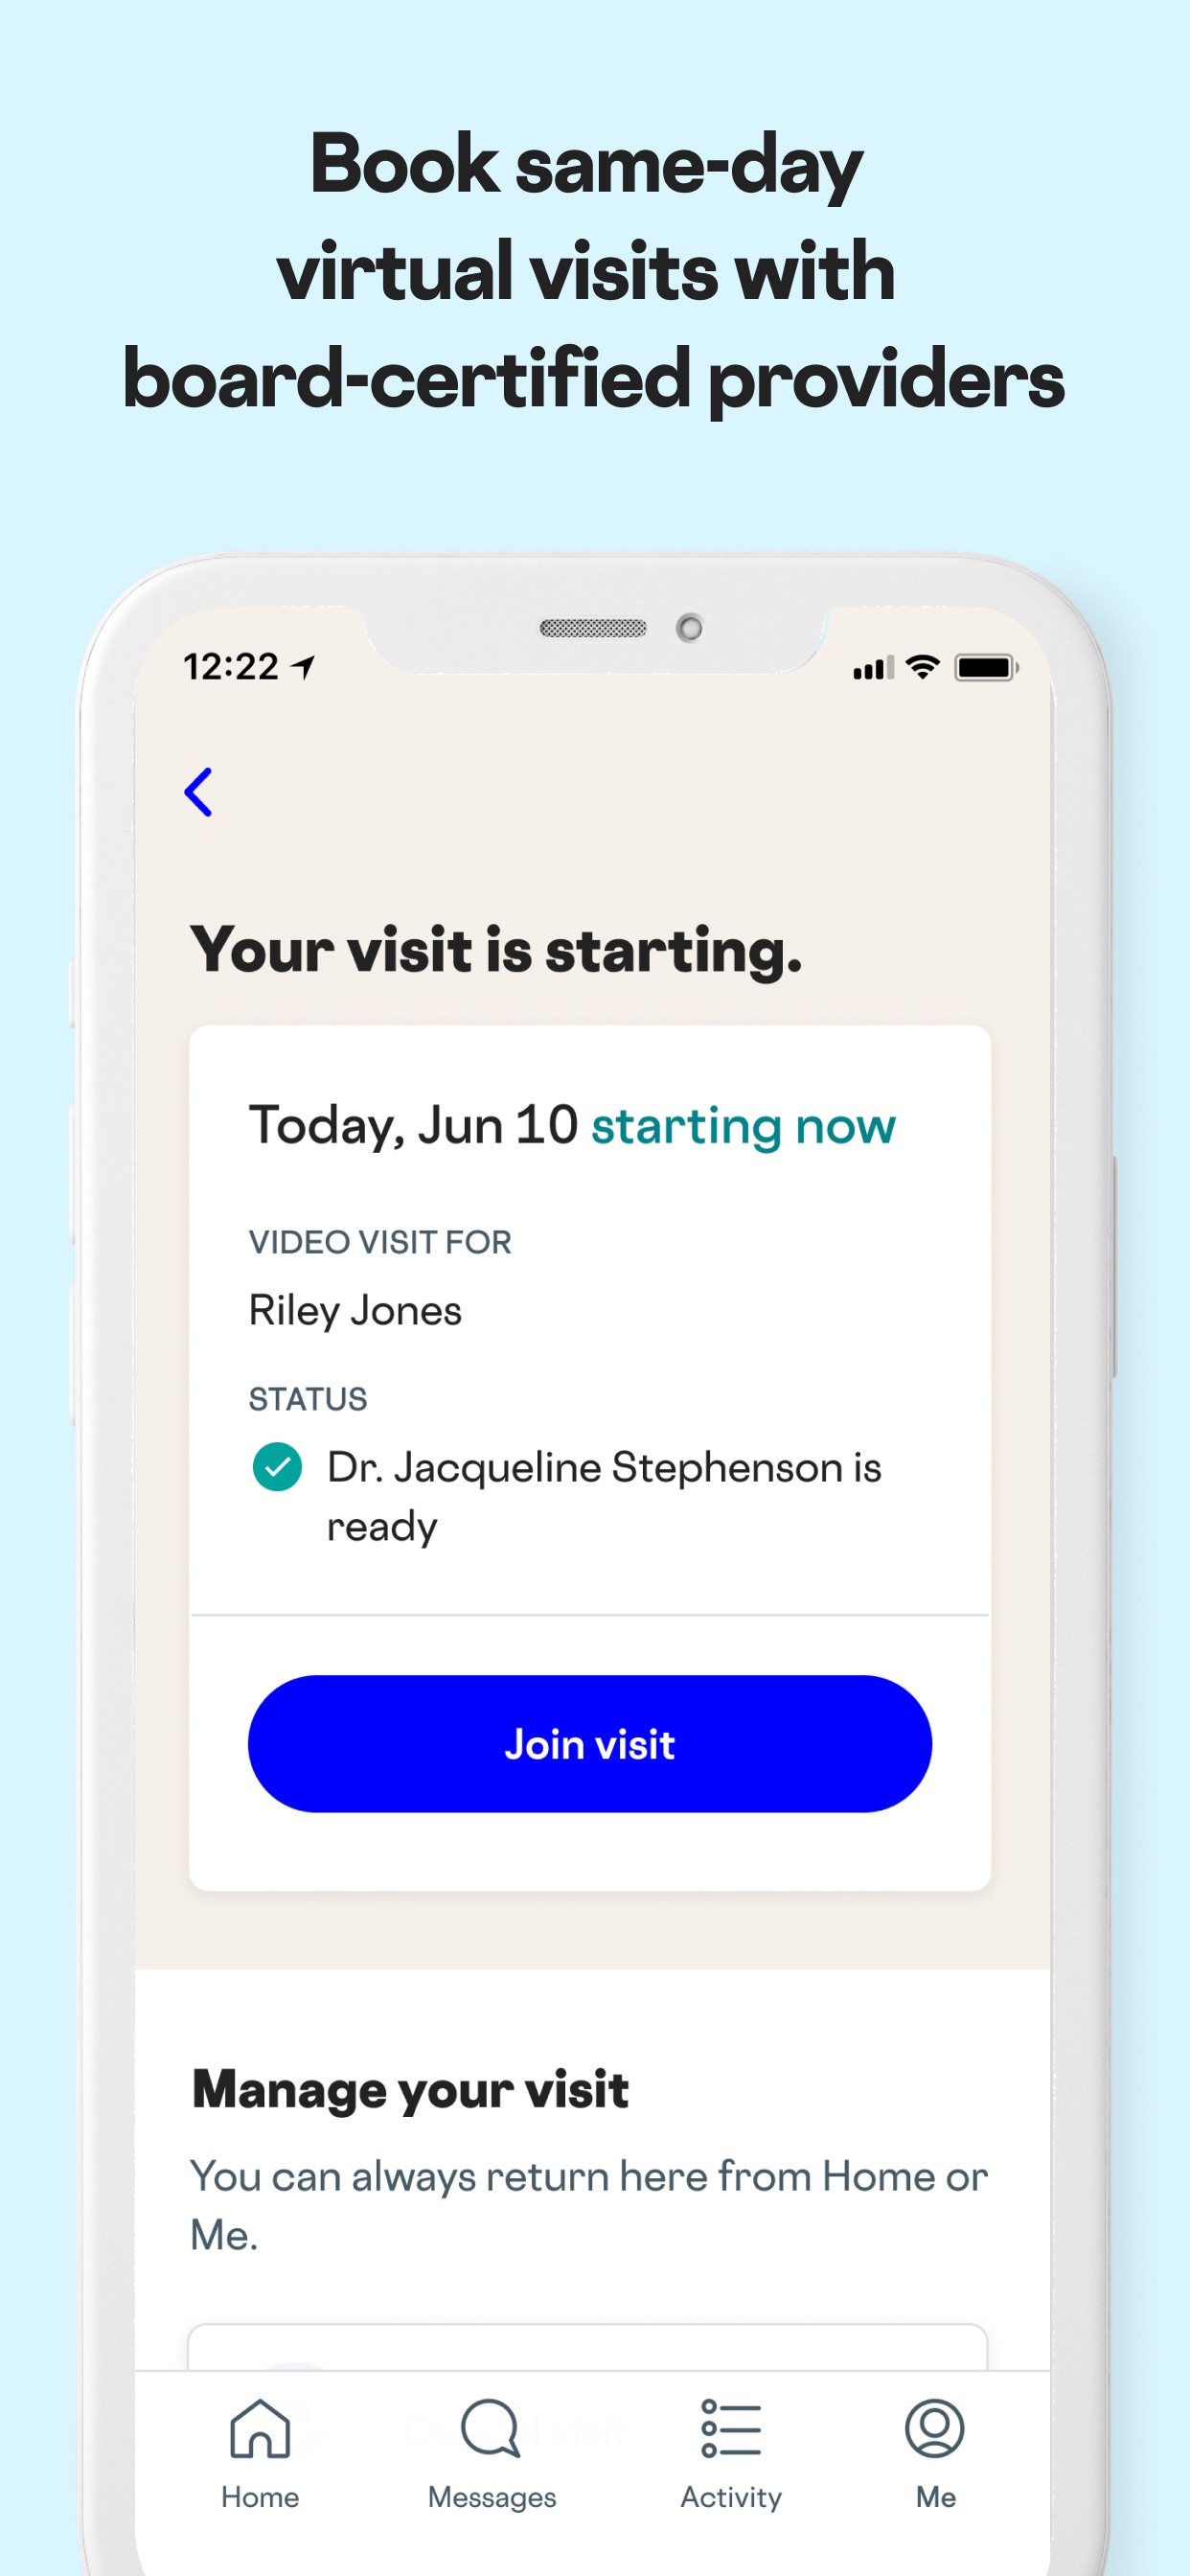 Book same-day
virtual visits with
board-certified providers
12:22
Your visit is starting.
Today, Jun 10 starting now
VIDEO VISIT FOR
Riley Jones
STATUS
Dr. Jacqueline Stephenson is
ready
Join visit
Manage your visit
You can always return here from Home or
Me.
Home
Messages
Activity
Me